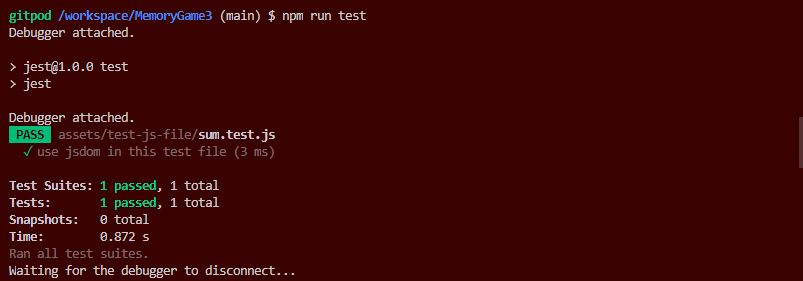 gitpod /workspace/MemoryGame3 (main) $ npm run test
Debugger attached.
> jest@1.0.0 test
> jest
Debugger attached.
PASS assets/test-js-file/sum.test.js
✓ use jsdom in this test file (3 ms)
Test Suites: 1 passed, 1 total
Tests: 1 passed, 1 total
Snapshots: 0 total
Time: 0.872 s
Ran all test suites.
Waiting for the debugger to disconnect...